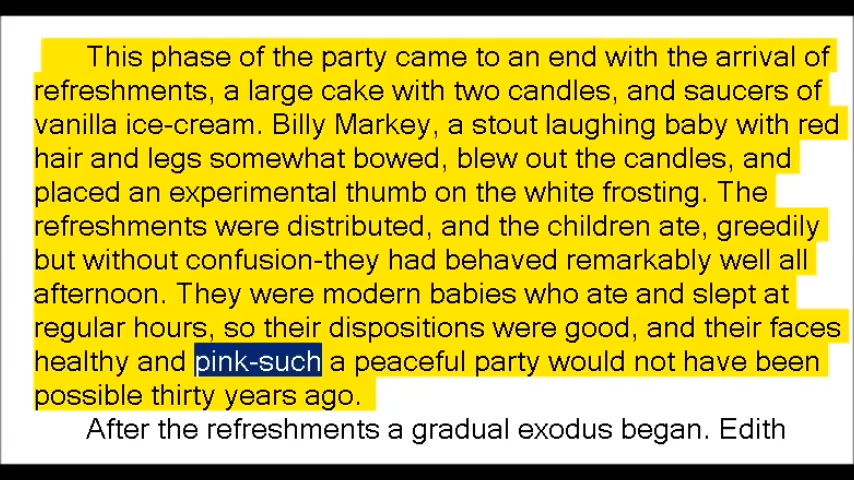 This phase of the party came to an end with the arrival of
refreshments, a large cake with two candles, and saucers of
vanilla ice-cream. Billy Markey, a stout laughing baby with red
hair and legs somewhat bowed, blew out the candles, and
placed an experimental thumb on the white frosting. The
refreshments were distributed, and the children ate, greedily
but without confusion-they had behaved remarkably well all
afternoon. They were modern babies who ate and slept at
regular hours, so their dispositions were good, and their faces
healthy and pink-such a peaceful party would not have been
possible thirty years ago.
After the refreshments a gradual exodus began. Edith